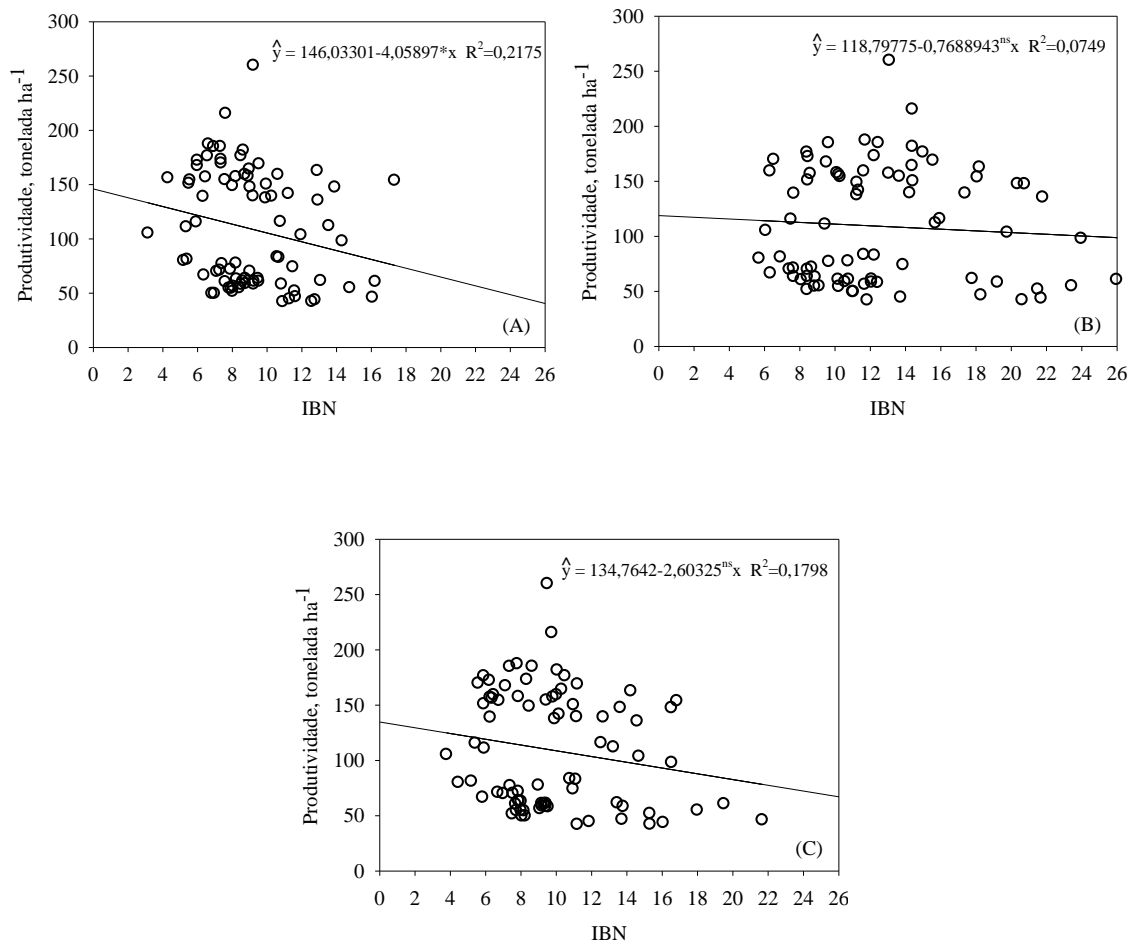 ŷ = 146,03301-4,05897*x R²=0,2175
Produtividade, tonelada ha⁻¹
300
250
200
150
100
50
0
0 2 4 6 8 10 12 14 16 18 20 22 24 26
IBN
(A)
ŷ = 118,79775-0,7688943ⁿˢx R²=0,0749
Produtividade, tonelada ha⁻¹
300
250
200
150
100
50
0
0 2 4 6 8 10 12 14 16 18 20 22 24 26
IBN
(B)
ŷ = 134,7642-2,60325ⁿˢx R²=0,1798
Produtividade, tonelada ha⁻¹
300
250
200
150
100
50
0
0 2 4 6 8 10 12 14 16 18 20 22 24 26
IBN
(C)